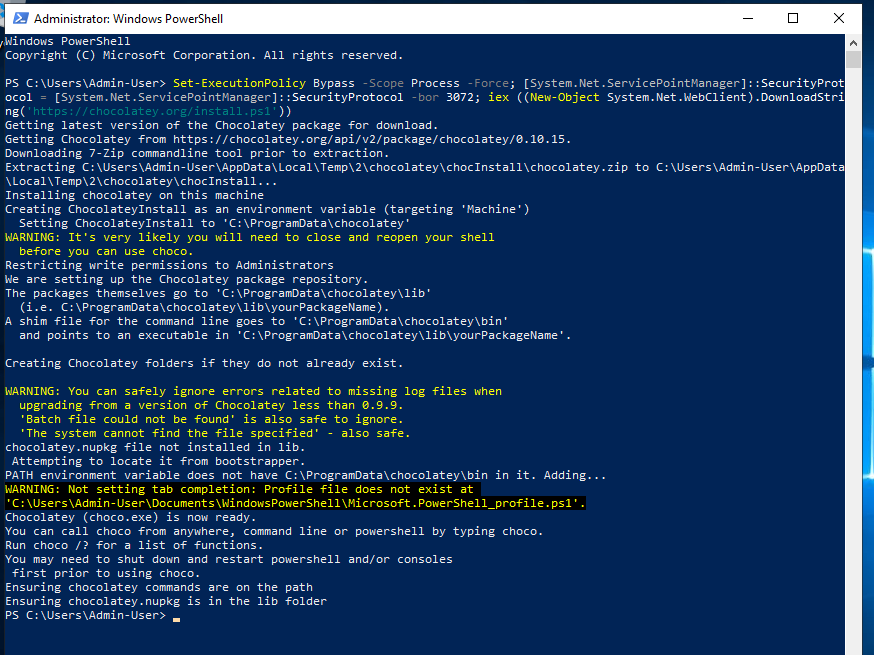 Administrator: Windows PowerShell
Windows PowerShell
Copyright (C) Microsoft Corporation. All rights reserved.
PS C:\Users\Admin-User> Set-ExecutionPolicy Bypass -Scope Process -Force; [System.Net.ServicePointManager]::SecurityProt
ocol = [System.Net.ServicePointManager]::SecurityProtocol -bor 3072; iex ((New-Object System.Net.WebClient).DownloadStri
ng('https://chocolatey.org/install.ps1'))
Getting latest version of the Chocolatey package for download.
Getting Chocolatey from https://chocolatey.org/api/v2/package/chocolatey/0.10.15.
Downloading 7-Zip commandline tool prior to extraction.
Extracting C:\Users\Admin-User\AppData\Local\Temp\2\chocolatey\chocInstall\chocolatey.zip to C:\Users\Admin-User\AppData
\Local\Temp\2\chocolatey\chocInstall...
Installing chocolatey on this machine
Creating ChocolateyInstall as an environment variable (targeting 'Machine')
  Setting ChocolateyInstall to 'C:\ProgramData\chocolatey'
WARNING: It's very likely you will need to close and reopen your shell
  before you can use choco.
Restricting write permissions to Administrators
We are setting up the Chocolatey package repository.
The packages themselves go to 'C:\ProgramData\chocolatey\lib'
  (i.e. C:\ProgramData\chocolatey\lib\yourPackageName).
A shim file for the command line goes to 'C:\ProgramData\chocolatey\bin'
  and points to an executable in 'C:\ProgramData\chocolatey\lib\yourPackageName'.
Creating Chocolatey folders if they do not already exist.
WARNING: You can safely ignore errors related to missing log files when
  upgrading from a version of Chocolatey less than 0.9.9.
  'Batch file could not be found' is also safe to ignore.
  'The system cannot find the file specified' - also safe.
chocolatey.nupkg file not installed in lib.
 Attempting to locate it from bootstrapper.
PATH environment variable does not have C:\ProgramData\chocolatey\bin in it. Adding...
WARNING: Not setting tab completion: Profile file does not exist at
'C:\Users\Admin-User\Documents\WindowsPowerShell\Microsoft.PowerShell_profile.ps1'.
Chocolatey (choco.exe) is now ready.
You can call choco from anywhere, command line or powershell by typing choco.
Run choco /? for a list of functions.
You may need to shut down and restart powershell and/or consoles
 first prior to using choco.
Ensuring chocolatey commands are on the path
Ensuring chocolatey.nupkg is in the lib folder
PS C:\Users\Admin-User>